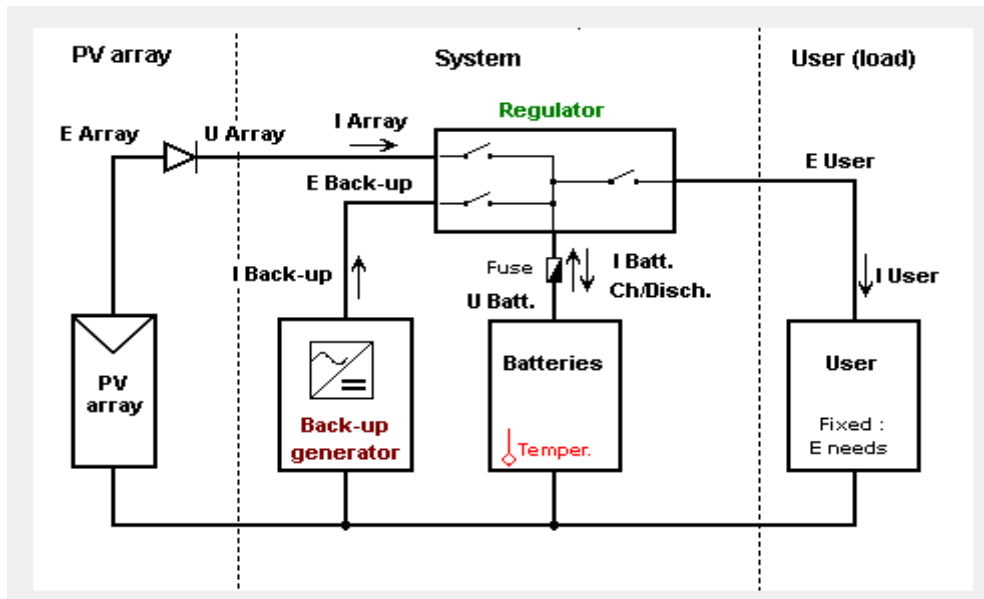 PV array
System
User (load)
Regulator
I Array
E Array
U Array
E User
E Back-up
I Back-up
Fuse
I Batt.
Ch/Disch.
U Batt.
I User
PV
array
Back-up
generator
Batteries
Temper.
User
Fixed :
E needs